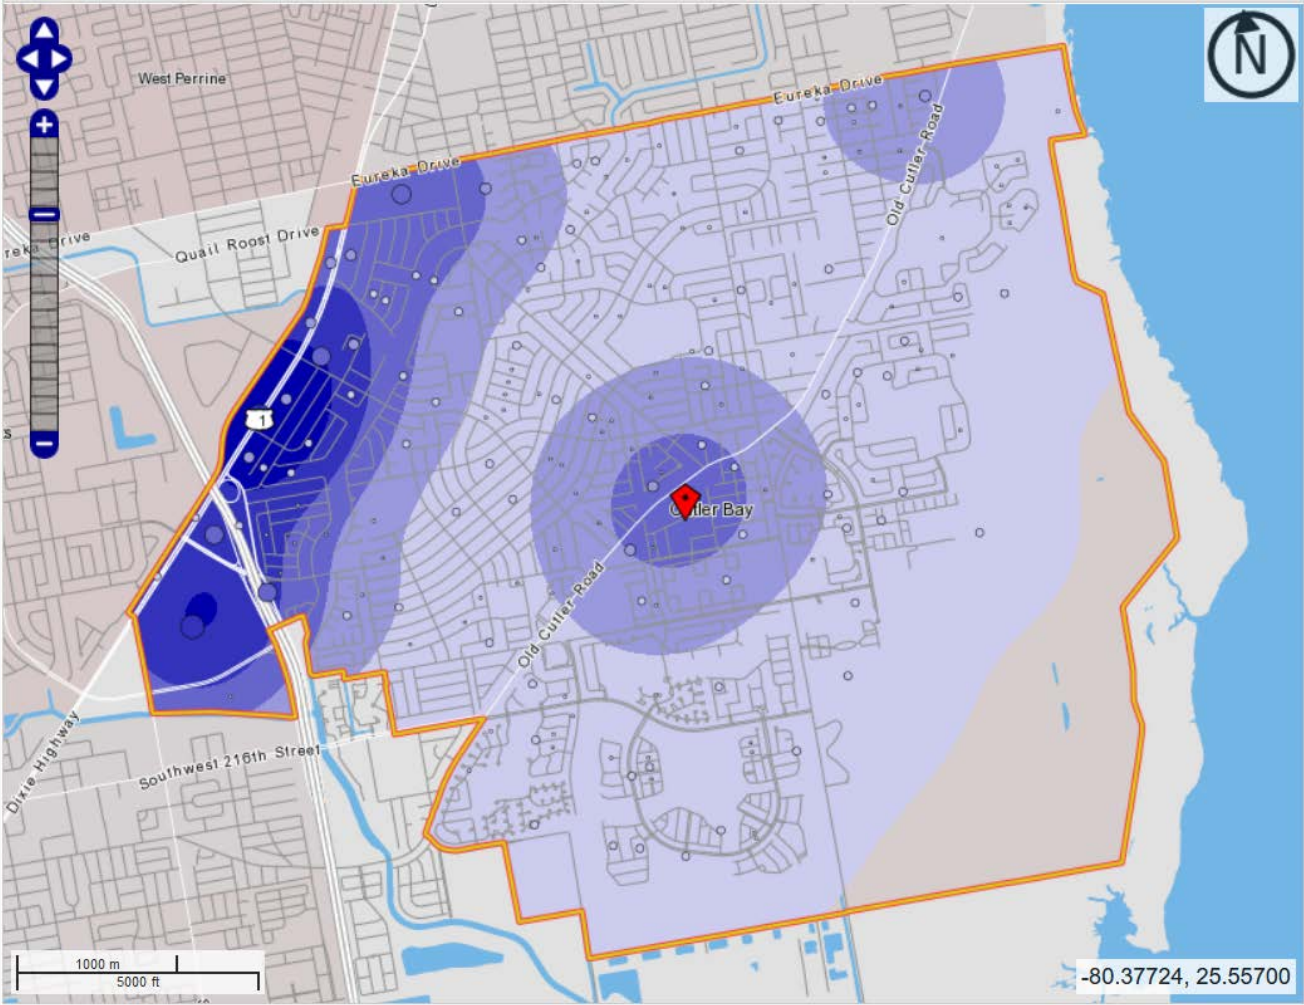 N
West Perrine
Eureka Drive
Eureka Drive
Old Cutler Road
Quail Roost Drive
reka Drive
1
s
Cutler Bay
Old Cutler Road
Dixie Highway
Southwest 216th Street
1000 m
5000 ft
-80.37724, 25.55700